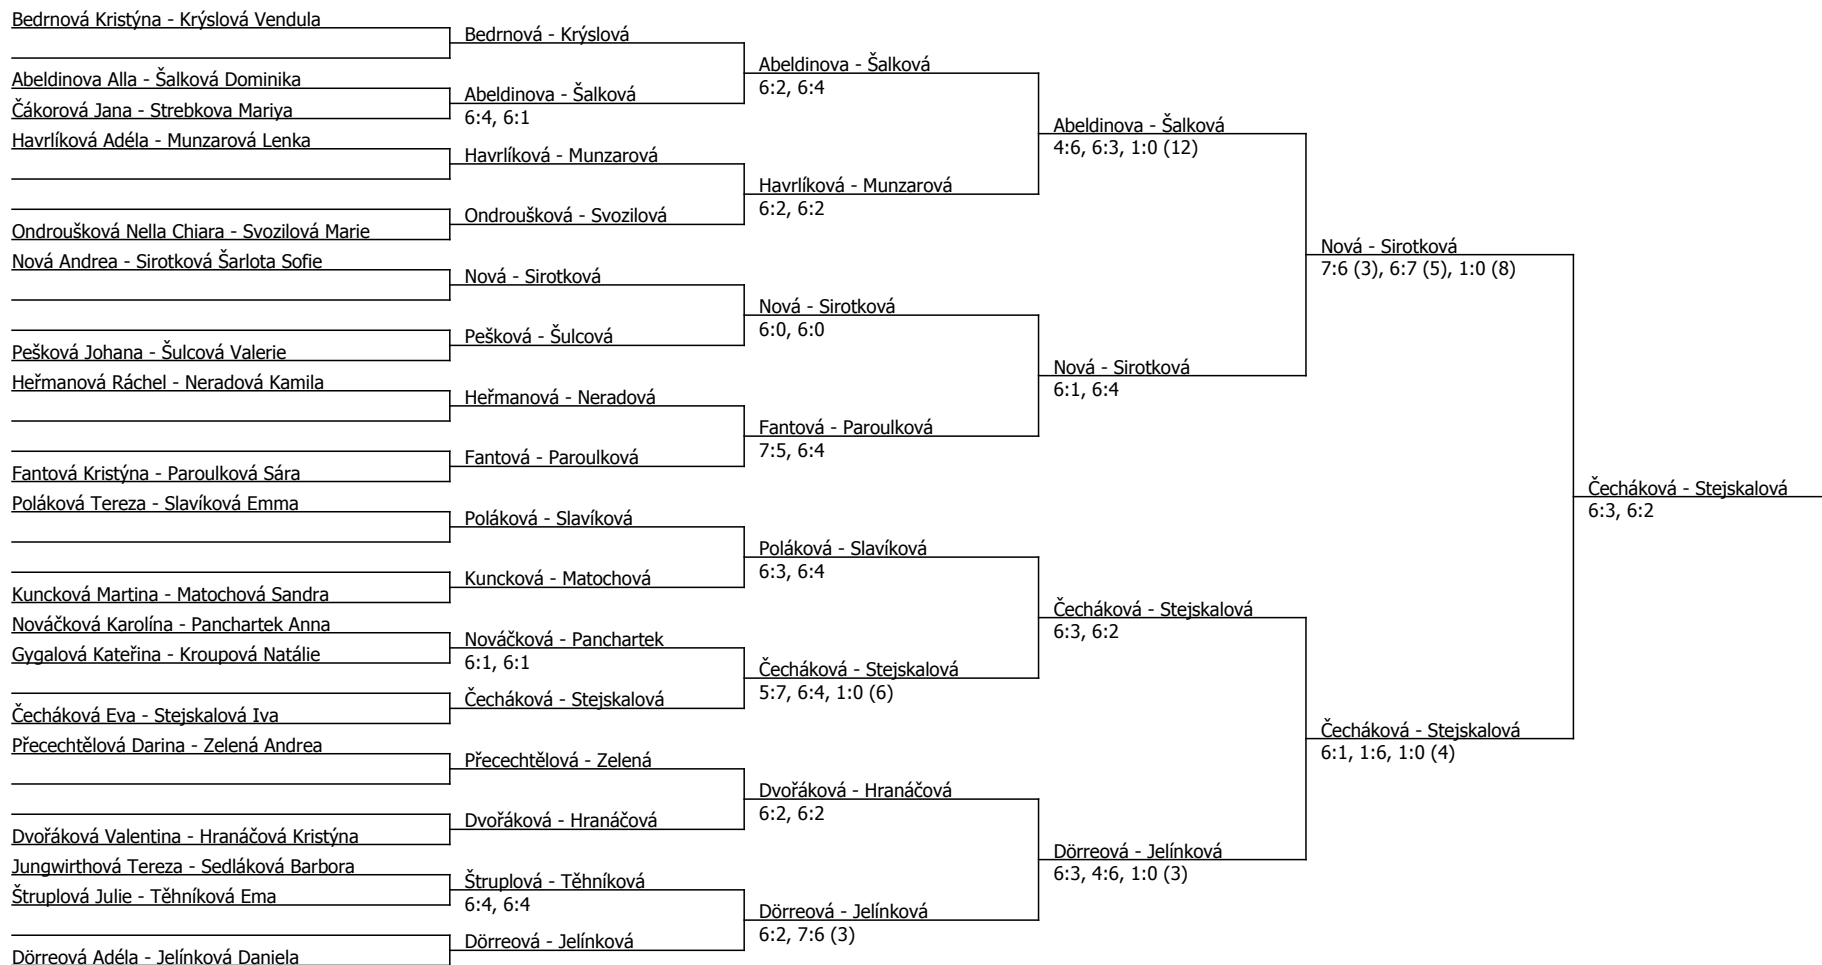 Bedrnová Kristýna - Krýslová Vendula
Abeldinova Alla - Šalková Dominika
Čákorová Jana - Strebkova Mariya
Havrlíková Adéla - Munzarová Lenka
Ondroušková Nella Chiara - Svozilová Marie
Nová Andrea - Sirotková Šarlota Sofie
Pešková Johana - Šulcová Valerie
Heřmanová Ráchel - Neradová Kamila
Fantová Kristýna - Paroulková Sára
Poláková Tereza - Slavíková Emma
Kuncková Martina - Matochová Sandra
Nováčková Karolína - Panchartek Anna
Gygalová Kateřina - Kroupová Natálie
Čecháková Eva - Stejskalová Iva
Přecechtělová Darina - Zelená Andrea
Dvořáková Valentina - Hranáčová Kristýna
Jungwirthová Tereza - Sedláková Barbora
Štruplová Julie - Těhníková Ema
Dörreová Adéla - Jelínková Daniela
Bedrnová - Krýslová
Abeldinova - Šalková
6:4, 6:1
Havrlíková - Munzarová
Ondroušková - Svozilová
Nová - Sirotková
Pešková - Šulcová
Heřmanová - Neradová
Fantová - Paroulková
Poláková - Slavíková
Kuncková - Matochová
Nováčková - Panchartek
6:1, 6:1
Čecháková - Stejskalová
Přecechtělová - Zelená
Dvořáková - Hranáčová
Štruplová - Těhníková
6:4, 6:4
Dörreová - Jelínková
Abeldinova - Šalková
6:2, 6:4
Havrlíková - Munzarová
6:2, 6:2
Nová - Sirotková
6:0, 6:0
Fantová - Paroulková
7:5, 6:4
Poláková - Slavíková
6:3, 6:4
Čecháková - Stejskalová
5:7, 6:4, 1:0 (6)
Dvořáková - Hranáčová
6:2, 6:2
Dörreová - Jelínková
6:2, 7:6 (3)
Abeldinova - Šalková
4:6, 6:3, 1:0 (12)
Nová - Sirotková
6:1, 6:4
Čecháková - Stejskalová
6:3, 6:2
Dörreová - Jelínková
6:3, 4:6, 1:0 (3)
Nová - Sirotková
7:6 (3), 6:7 (5), 1:0 (8)
Čecháková - Stejskalová
6:1, 1:6, 1:0 (4)
Čecháková - Stejskalová
6:3, 6:2